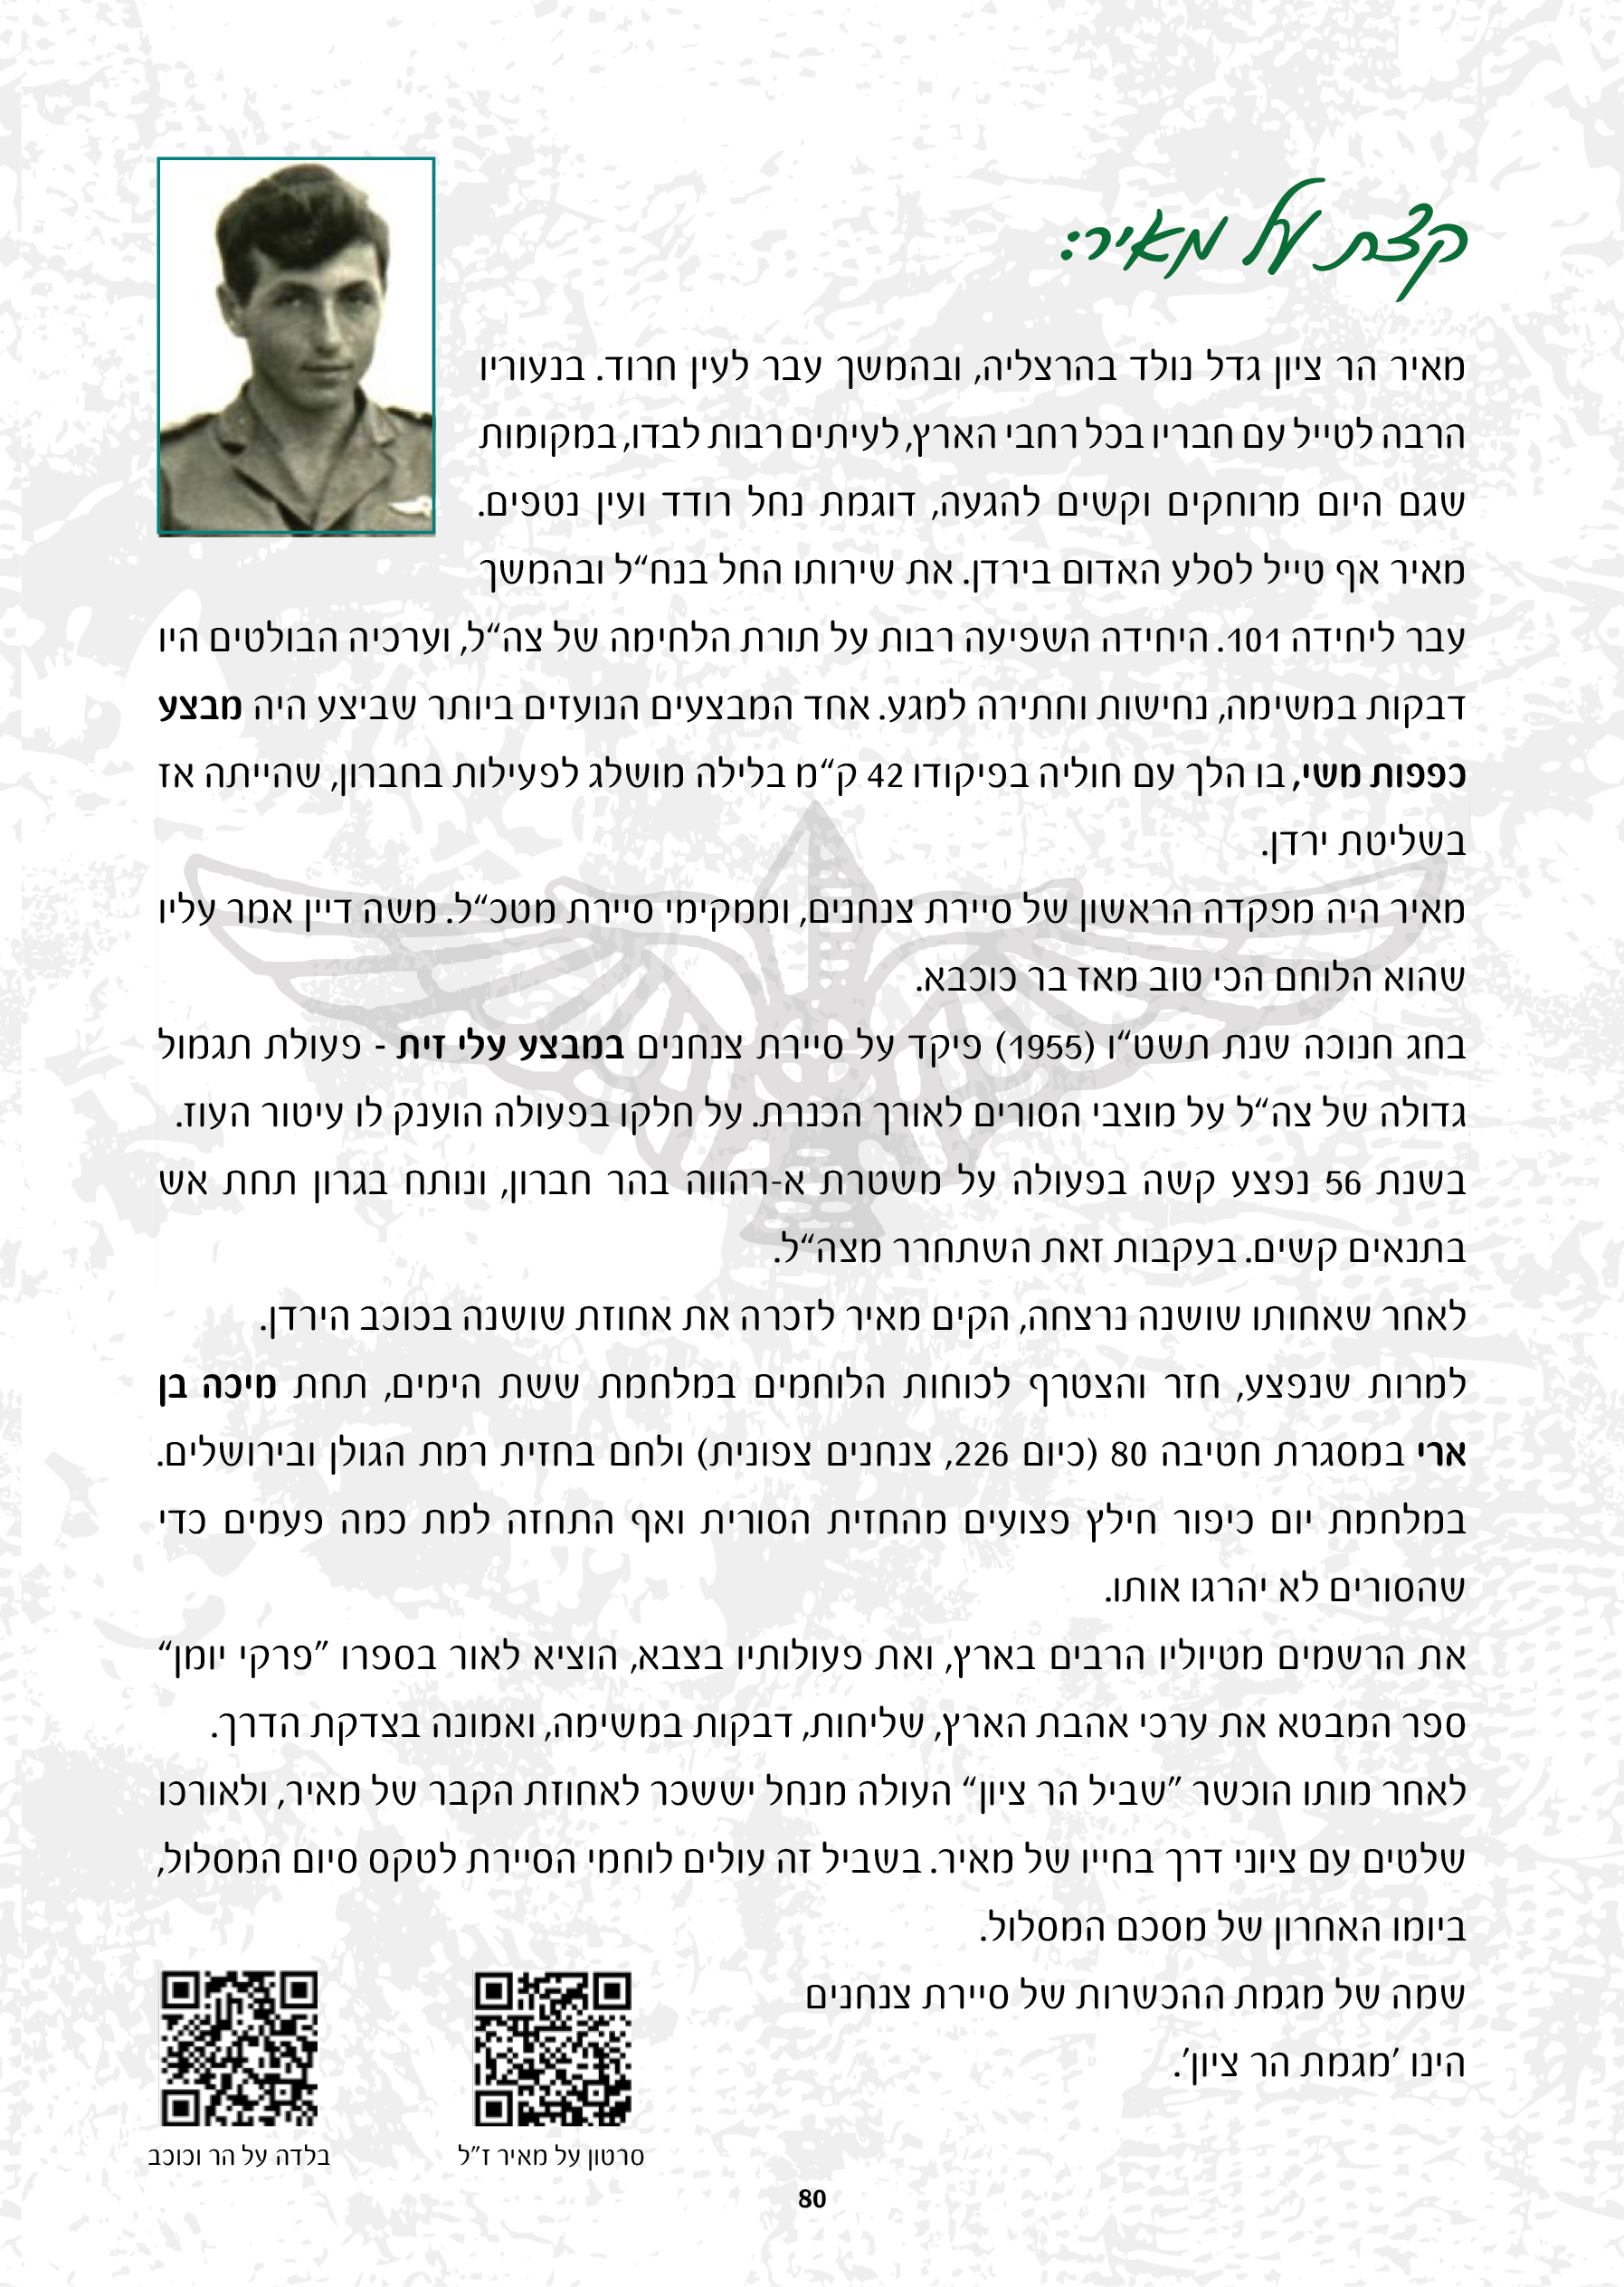 קצת על מאיר:
מאיר הר ציון גדל נולד בהרצליה, ובהמשך עבר לעין חרוד. בנעוריו
הרבה לטייל עם חבריו בכל רחבי הארץ, לעיתים רבות לבדו, במקומות
שגם היום מרוחקים וקשים להגעה, דוגמת נחל רודד ועין נטפים.
מאיר אף טייל לסלע האדום בירדן. את שירותו החל בנח“ל ובהמשך
עבר ליחידה 101. היחידה השפיעה רבות על תורת הלחימה של צה“ל, וערכיה הבולטים היו
דבקות במשימה, נחישות וחתירה למגע. אחד המבצעים הנועזים ביותר שביצע היה מבצע
כפפות משי, בו הלך עם חוליה בפיקודו 42 ק“מ בלילה מושלג לפעילות בחברון, שהייתה אז
בשליטת ירדן.
מאיר היה מפקדה הראשון של סיירת צנחנים, וממקימי סיירת מטכ“ל. משה דיין אמר עליו
שהוא הלוחם הכי טוב מאז בר כוכבא.
בחג חנוכה שנת תשט“ו (1955) פיקד על סיירת צנחנים במבצע עלי זית - פעולת תגמול
גדולה של צה“ל על מוצבי הסורים לאורך הכנרת. על חלקו בפעולה הוענק לו עיטור העוז.
בשנת 56 נפצע קשה בפעולה על משטרת א-רהווה בהר חברון, ונותח בגרון תחת אש
בתנאים קשים. בעקבות זאת השתחרר מצה“ל.
לאחר שאחותו שושנה נרצחה, הקים מאיר לזכרה את אחוזת שושנה בכוכב הירדן.
למרות שנפצע, חזר והצטרף לכוחות הלוחמים במלחמת ששת הימים, תחת מיכה בן
ארי במסגרת חטיבה 80 (כיום 226, צנחנים צפונית) ולחם בחזית רמת הגולן ובירושלים.
במלחמת יום כיפור חילץ פצועים מהחזית הסורית ואף התחזה למת כמה פעמים כדי
שהסורים לא יהרגו אותו.
את הרשמים מטיוליו הרבים בארץ, ואת פעולותיו בצבא, הוציא לאור בספרו ”פרקי יומן“
ספר המבטא את ערכי אהבת הארץ, שליחות, דבקות במשימה, ואמונה בצדקת הדרך.
לאחר מותו הוכשר ”שביל הר ציון“ העולה מנחל יששכר לאחוזת הקבר של מאיר, ולאורכו
שלטים עם ציוני דרך בחייו של מאיר. בשביל זה עולים לוחמי הסיירת לטקס סיום המסלול,
ביומו האחרון של מסכם המסלול.
שמה של מגמת ההכשרות של סיירת צנחנים
הינו ’מגמת הר ציון’.
סרטון על מאיר ז”ל
בלדה על הר וכוכב
80